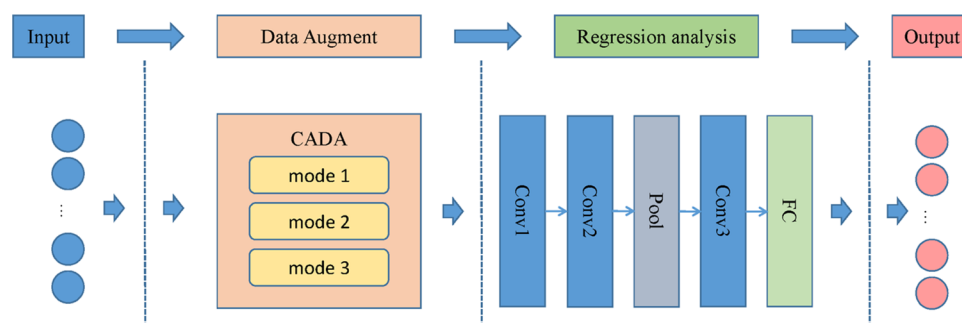 Input
Data Augment
Regression analysis
Output
CADA
mode 1
mode 2
mode 3
...
Conv1
Conv2
Pool
Conv3
FC
...